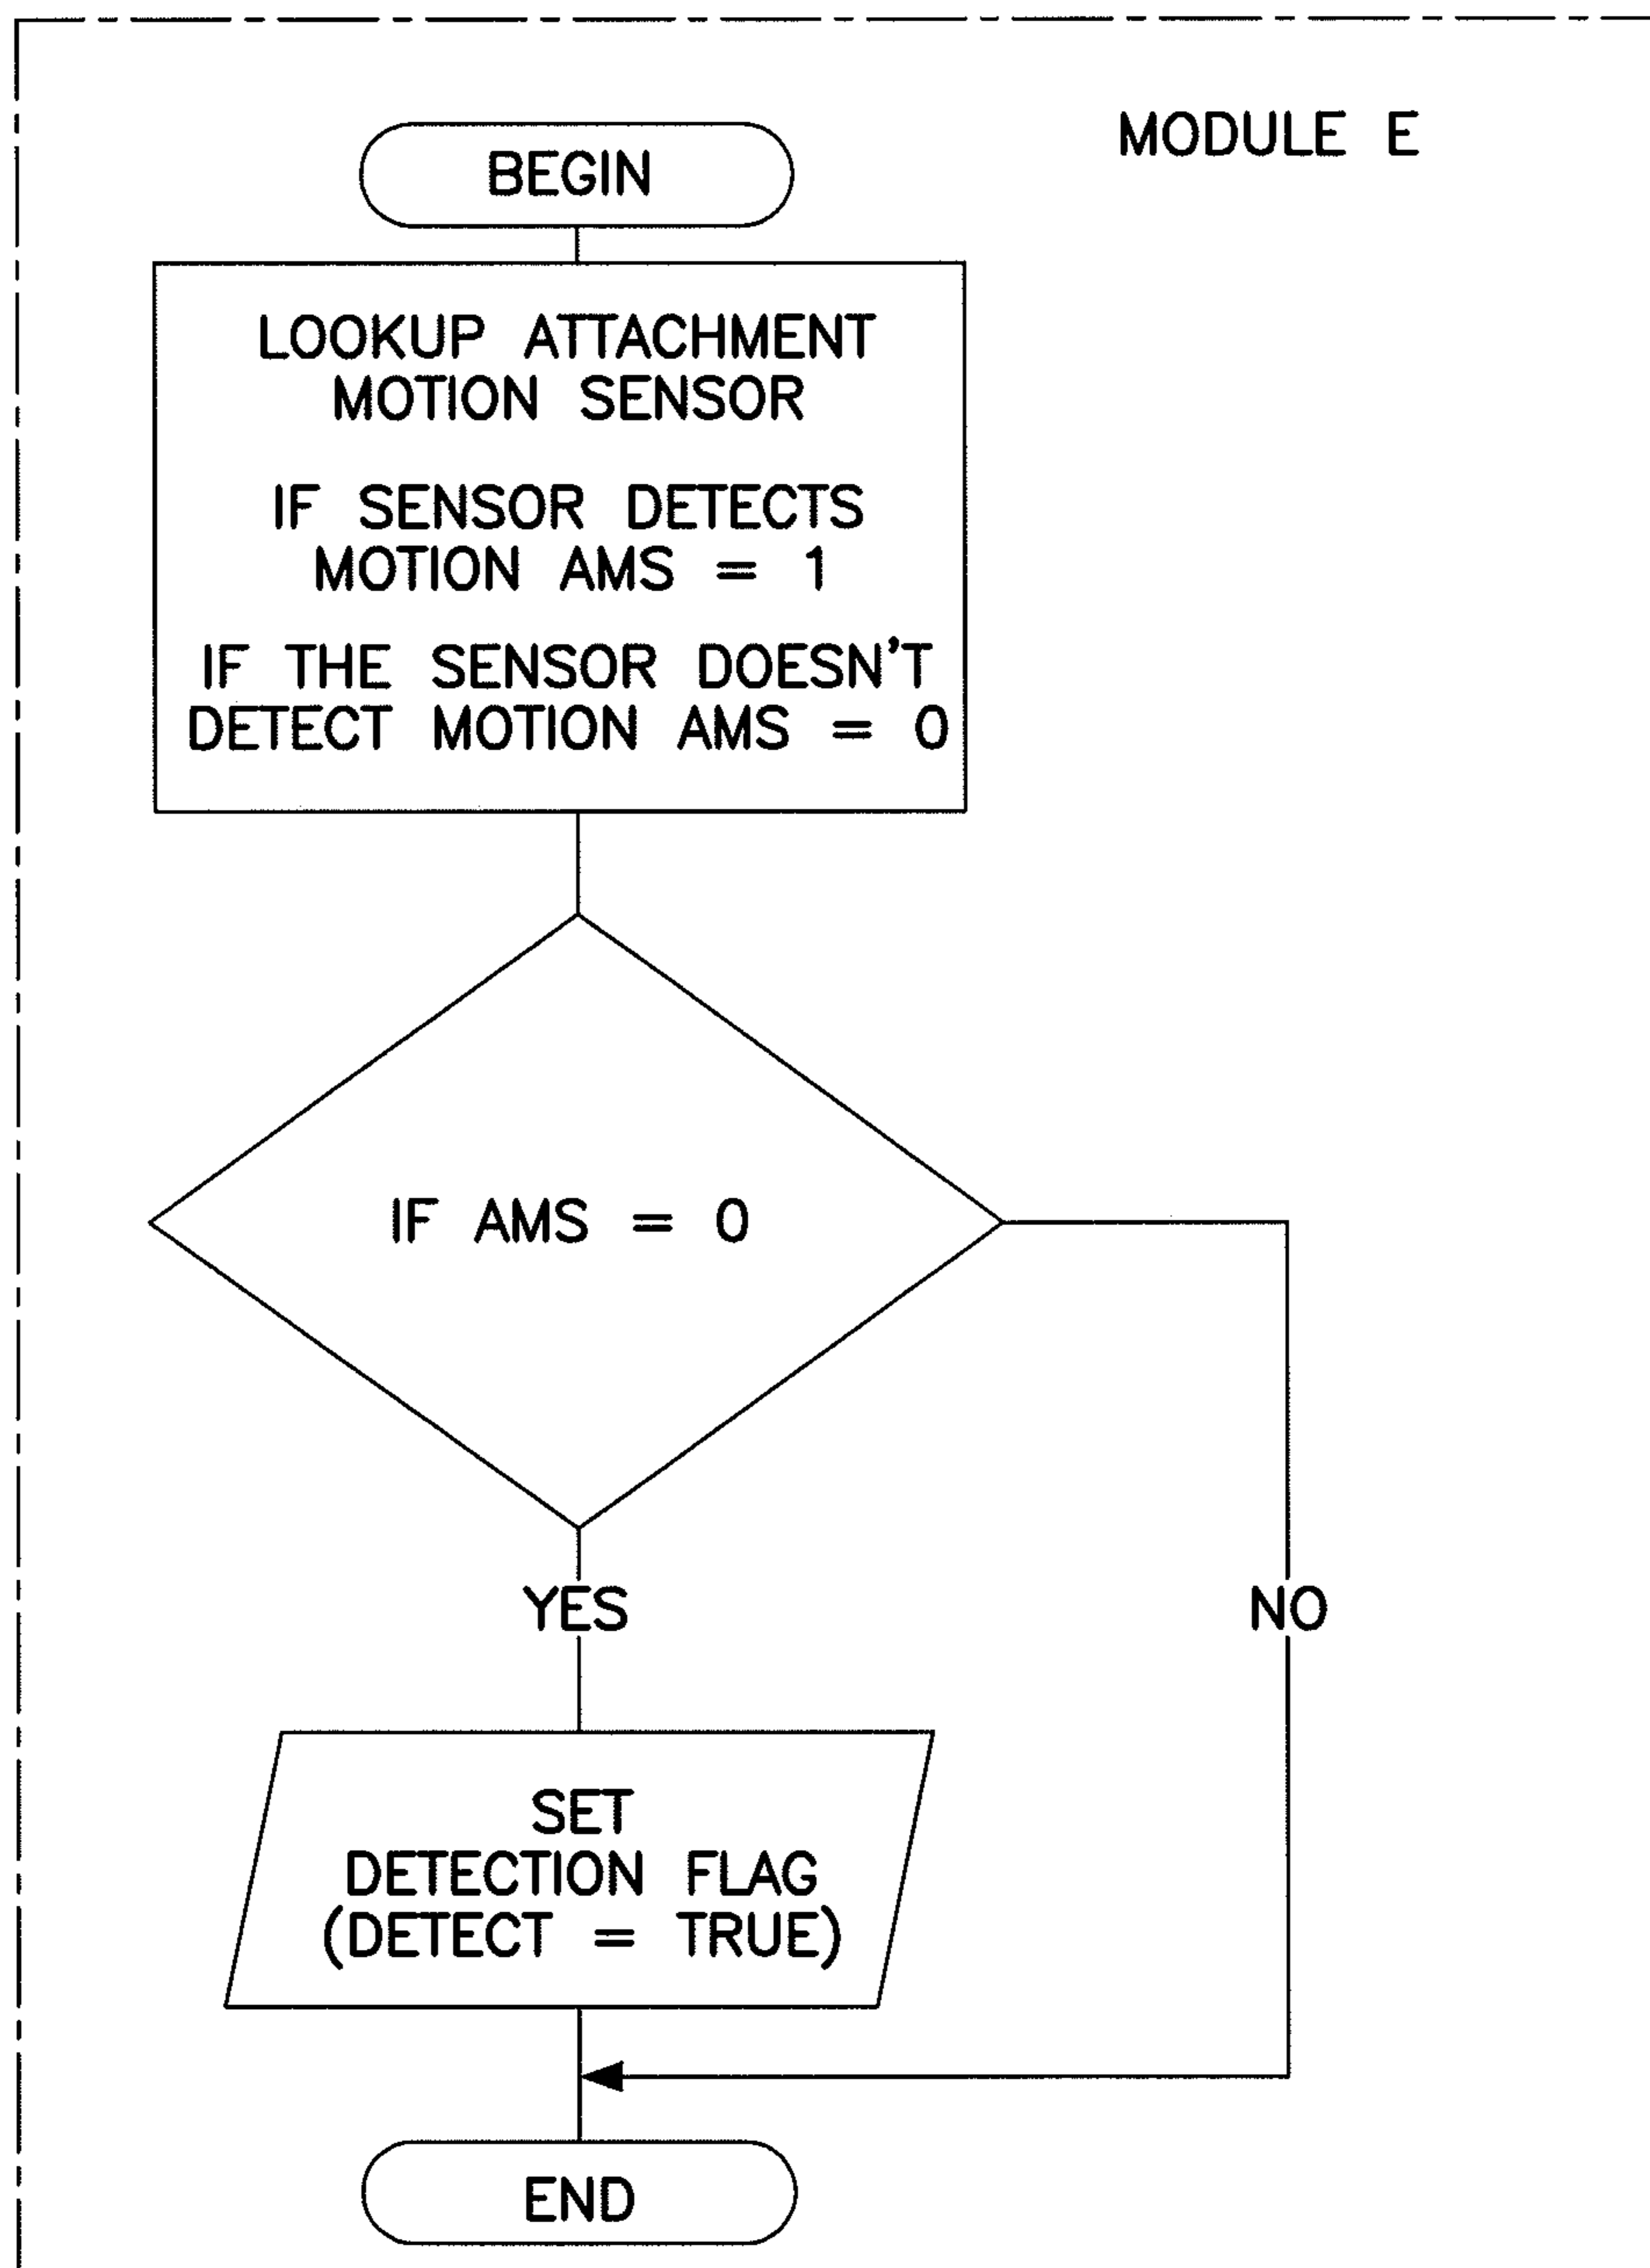 MODULE E
BEGIN
LOOKUP ATTACHMENT
MOTION SENSOR
IF SENSOR DETECTS
MOTION AMS = 1
IF THE SENSOR DOESN'T
DETECT MOTION AMS = 0
IF AMS = 0
YES
NO
SET
DETECTION FLAG
(DETECT = TRUE)
END